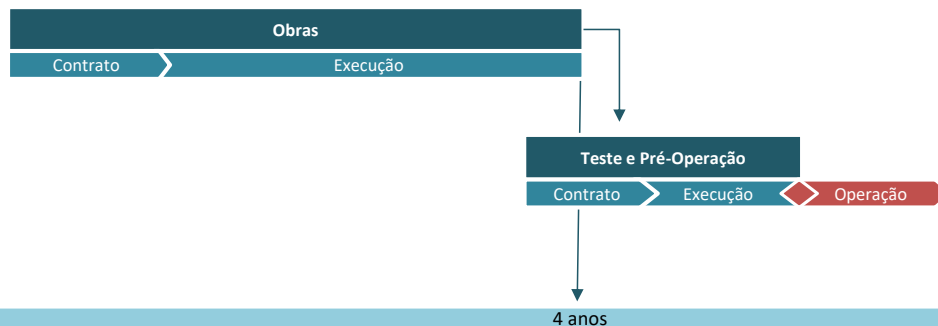 Obras
Contrato Execução
Teste e Pré-Operação
Contrato Execução Operação
4 anos